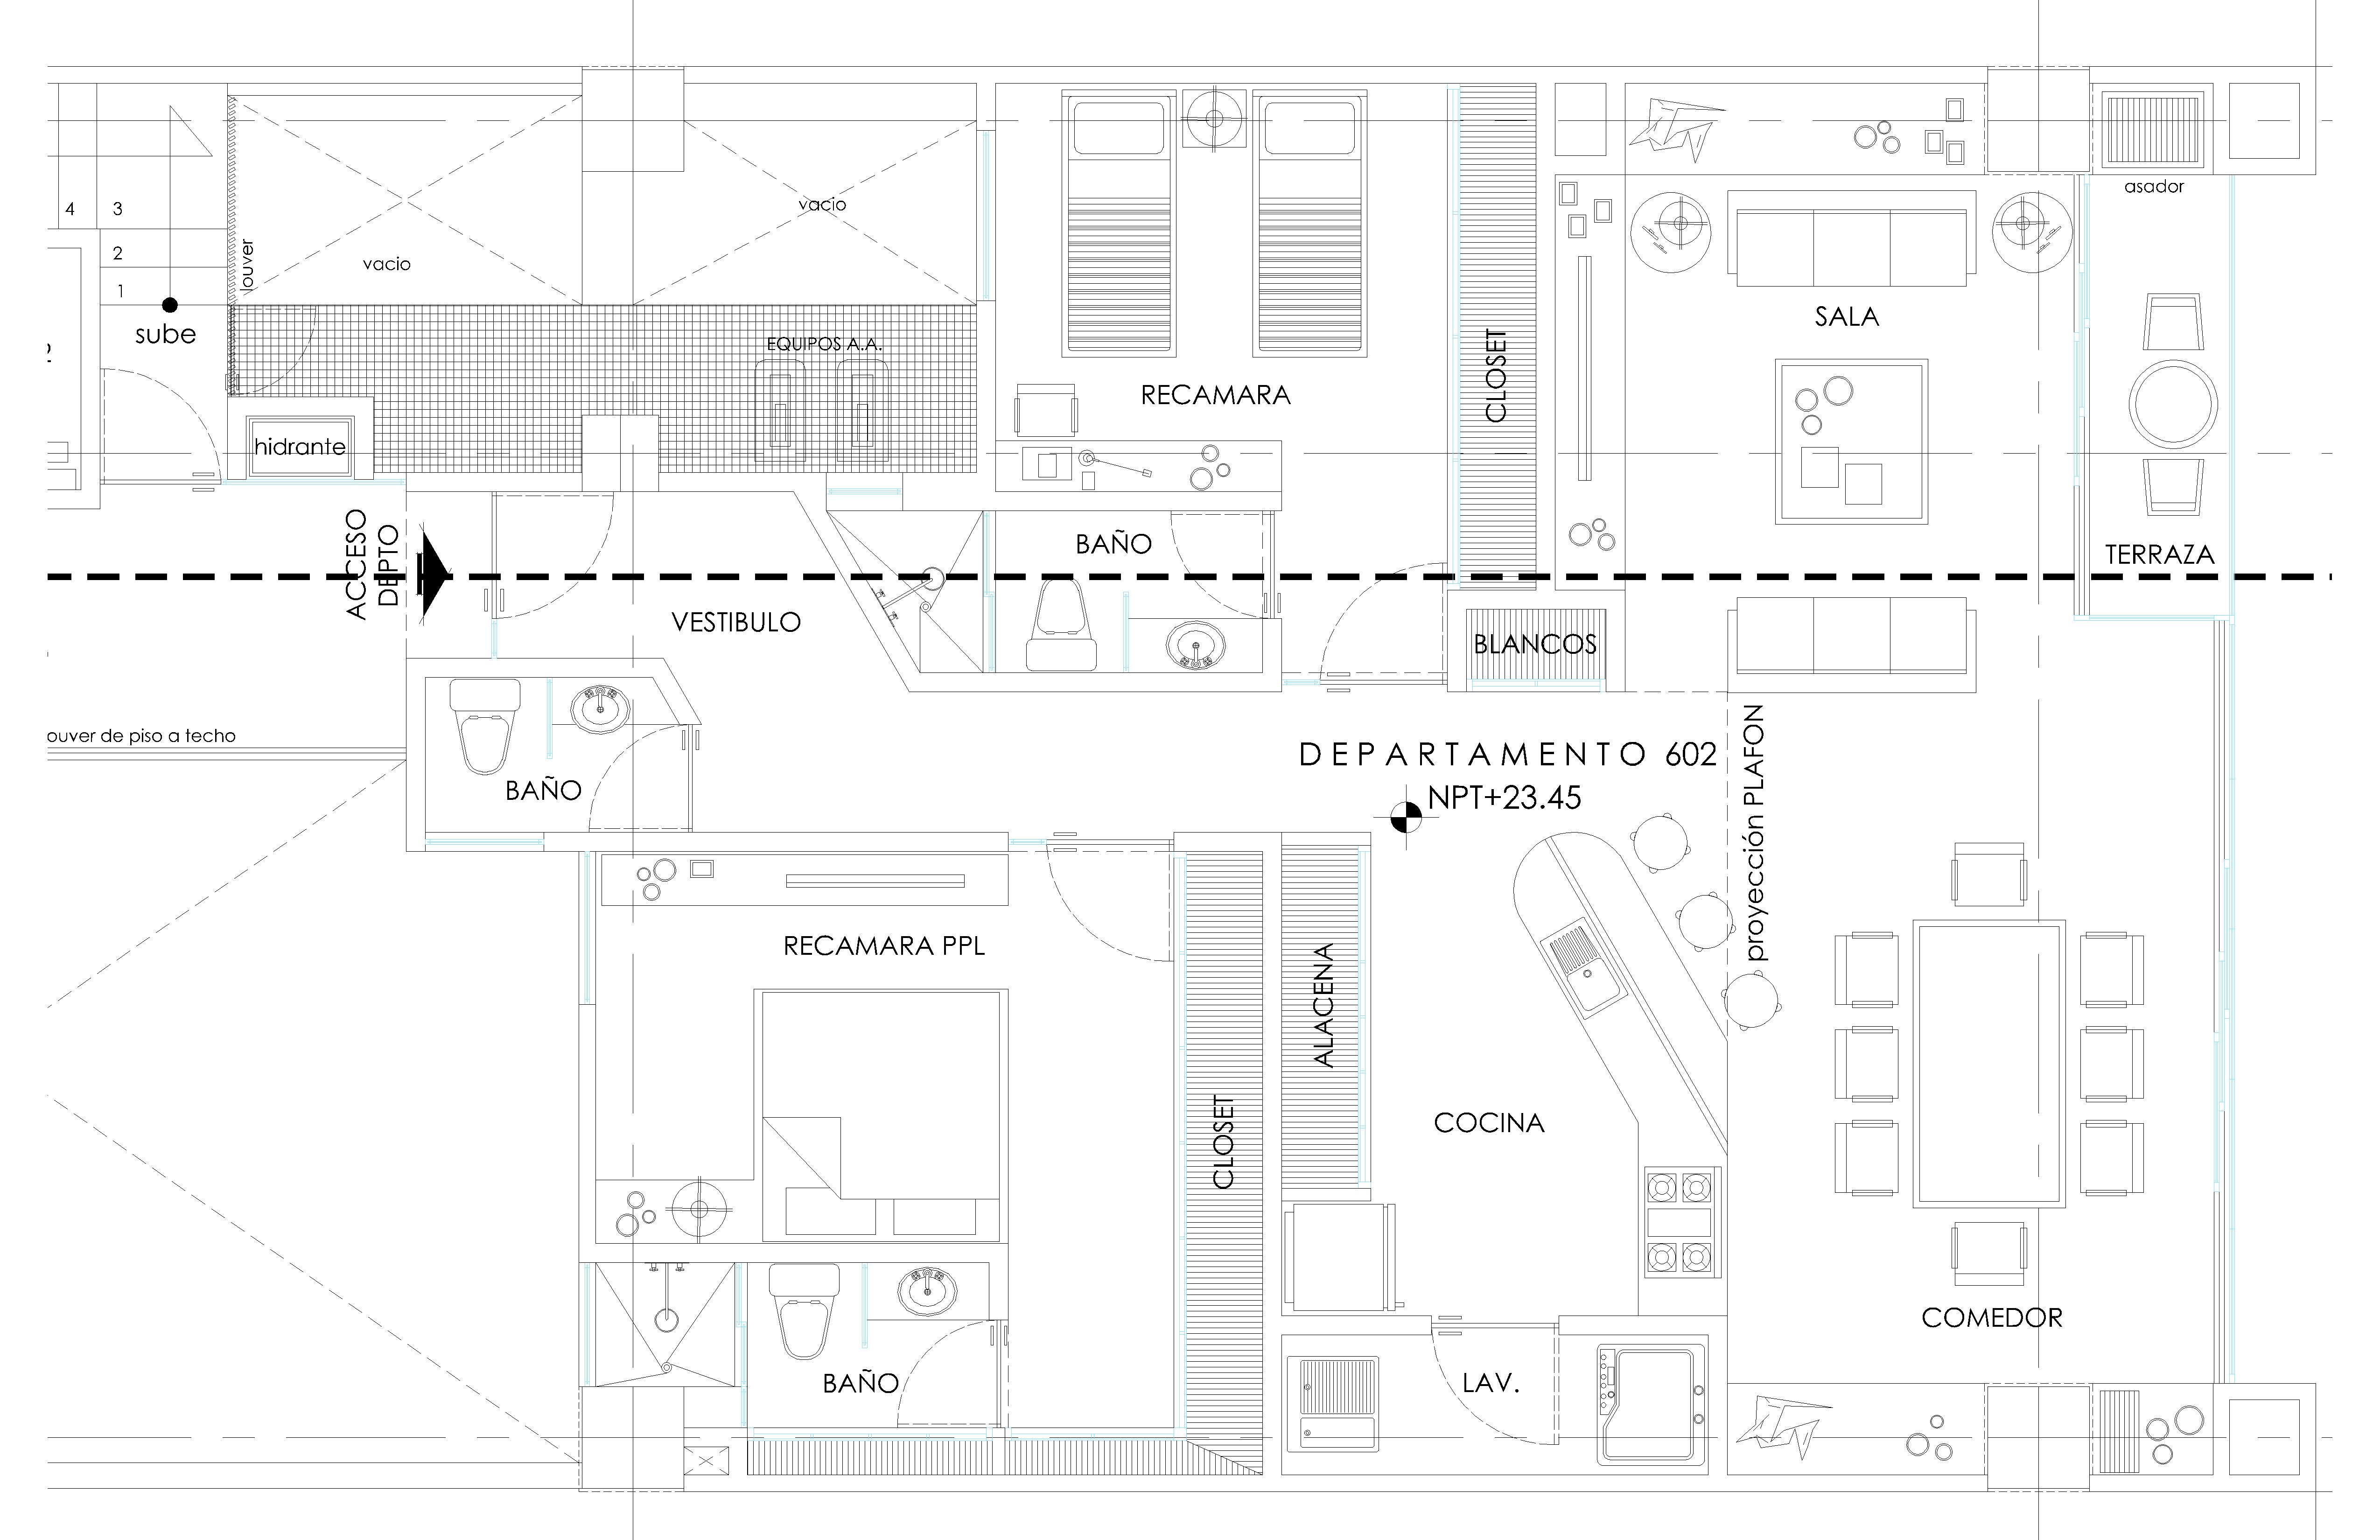 vacio
asador
4
3
2
1
louver
vacio
sube
EQUIPOS A.A.
SALA
RECAMARA
CLOSET
hidrante
ACCESO
DEPTO
BAÑO
TERRAZA
VESTIBULO
BLANCOS
ouver de piso a techo
DEPARTAMENTO 602
NPT+23.45
proyección PLAFON
BAÑO
RECAMARA PPL
ALACENA
CLOSET
COCINA
COMEDOR
BAÑO
LAV.